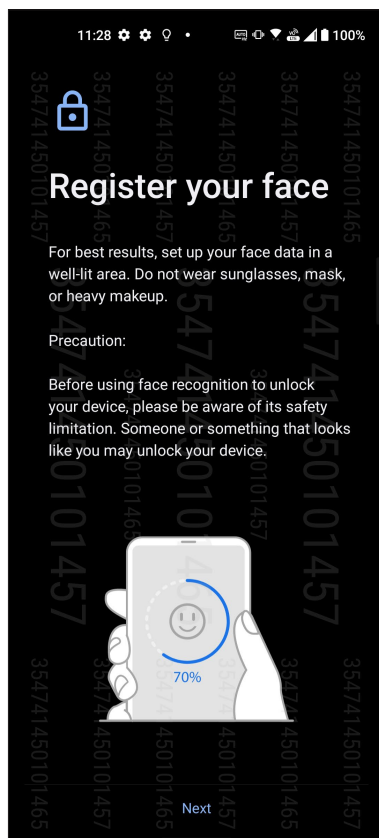 11:28
100%
Register your face
For best results, set up your face data in a
well-lit area. Do not wear sunglasses, mask,
or heavy makeup.
Precaution:
Before using face recognition to unlock
your device, please be aware of its safety
limitation. Someone or something that looks
like you may unlock your device.
70%
Next
354741450101457
354741450101465